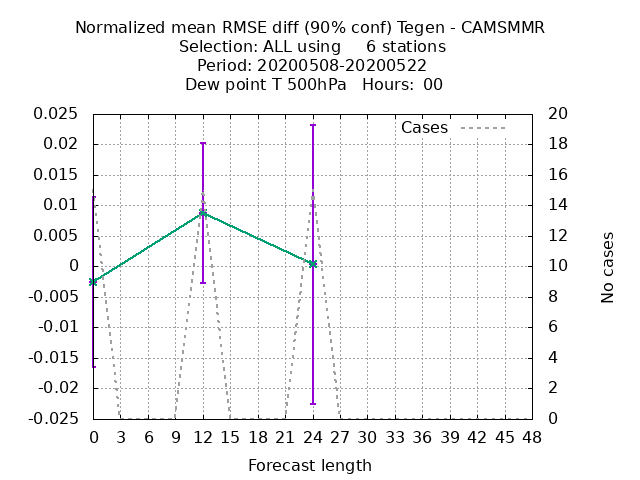 Normalized mean RMSE diff (90% conf) Tegen - CAMSMMR
Selection: ALL using     6 stations
Period: 20200508-20200522
Dew point T 500hPa   Hours:  00
Cases
0.025
0.02
0.015
0.01
0.005
0
-0.005
-0.01
-0.015
-0.02
-0.025
20
18
16
14
12
10
8
6
4
2
0
No cases
0 3 6 9 12 15 18 21 24 27 30 33 36 39 42 45 48
Forecast length